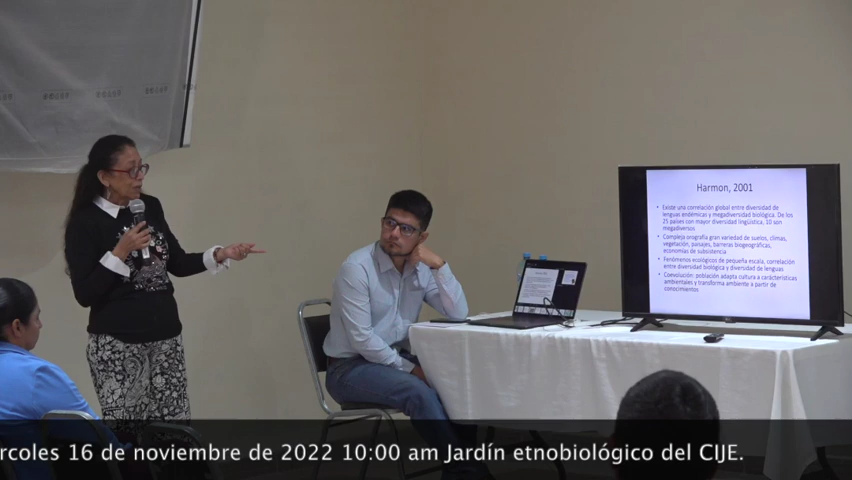 Harmon, 2001
• Existe una correlación global entre diversidad de
lenguas endémicas y megadiversidad biológica. De los
25 países con mayor diversidad lingüística, 10 son
megadiversos
• Compleja orografía gran variedad de suelos, climas,
vegetación, paisajes, barreras biogeográficas,
economías de subsistencia
• Fenómenos ecológicos de pequeña escala, correlación
entre diversidad biológica y diversidad de lenguas
• Coevolución: población adapta cultura a carácterísticas
ambientales y transforma ambiente a partir de
conocimientos
rcoles 16 de noviembre de 2022 10:00 am Jardín etnobiológico del CIJE.